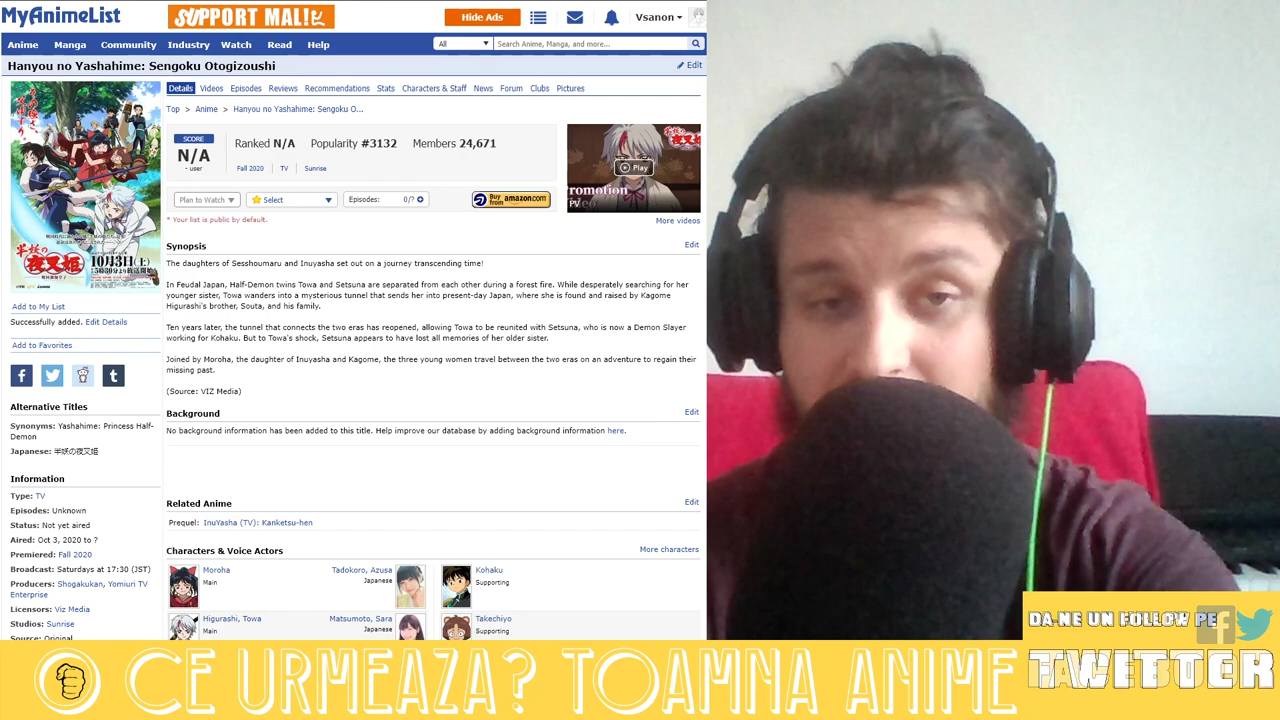 MyAnimeList
SUPPORT MAL!
Hide Ads
Vsanon
Anime Manga Community Industry Watch Read Help
All
Search Anime, Manga, and more...
Hanyou no Yashahime: Sengoku Otogizoushi
Edit
Details Videos Episodes Reviews Recommendations Stats Characters & Staff News Forum Clubs Pictures
Top > Anime > Hanyou no Yashahime: Sengoku O...
SCORE
N/A
- user
Ranked N/A Popularity #3132 Members 24,671
Fall 2020 TV Sunrise
Play
romotion
PV
Plan to Watch
Select
Episodes: 0/?
Buy from amazon.com
* Your list is public by default.
More videos
Synopsis
Edit
The daughters of Sesshoumaru and Inuyasha set out on a journey transcending time!
In Feudal Japan, Half-Demon twins Towa and Setsuna are separated from each other during a forest fire. While desperately searching for her
younger sister, Towa wanders into a mysterious tunnel that sends her into present-day Japan, where she is found and raised by Kagome
Higurashi's brother, Souta, and his family.
Ten years later, the tunnel that connects the two eras has reopened, allowing Towa to be reunited with Setsuna, who is now a Demon Slayer
working for Kohaku. But to Towa's shock, Setsuna appears to have lost all memories of her older sister.
Joined by Moroha, the daughter of Inuyasha and Kagome, the three young women travel between the two eras on an adventure to regain their
missing past.
(Source: VIZ Media)
Background
Edit
No background information has been added to this title. Help improve our database by adding background information here.
Related Anime
Edit
Prequel: InuYasha (TV): Kanketsu-hen
Characters & Voice Actors
More characters
Moroha
Main
Tadokoro, Azusa
Japanese
Kohaku
Supporting
Higurashi, Towa
Main
Matsumoto, Sara
Japanese
Takechiyo
Supporting
半妖の
夜叉姫
10月3日(土)
Add to My List
Successfully added. Edit Details
Add to Favorites
Alternative Titles
Synonyms: Yashahime: Princess Half-
Demon
Japanese: 半妖の夜叉姫
Information
Type: TV
Episodes: Unknown
Status: Not yet aired
Aired: Oct 3, 2020 to ?
Premiered: Fall 2020
Broadcast: Saturdays at 17:30 (JST)
Producers: Shogakukan, Yomiuri TV
Enterprise
Licensors: Viz Media
Studios: Sunrise
Source: Original
DA-NE UN FOLLOW PE
CE URMEAZA? TOAMNA ANIME